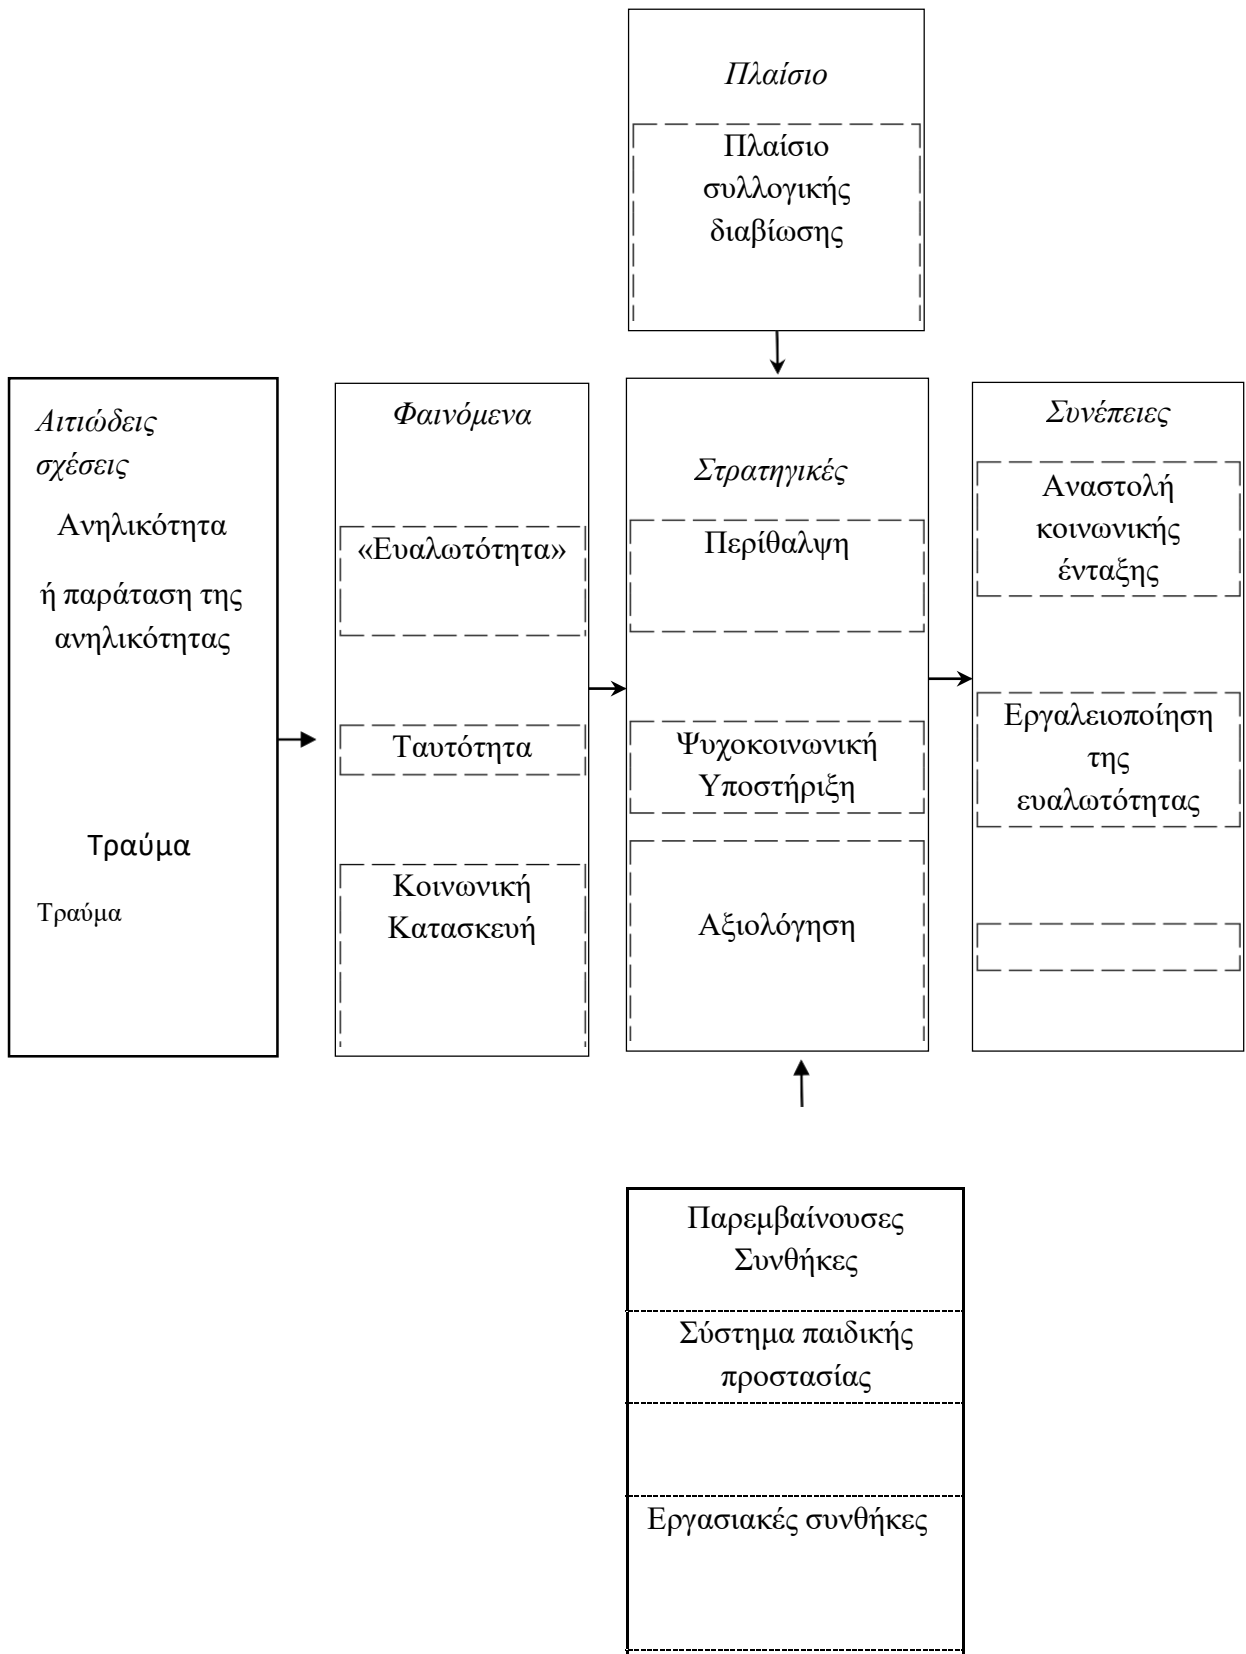 Πλαίσιο
Πλαίσιο
συλλογικής
διαβίωσης
Αιτιώδεις
σχέσεις
Ανηλικότητα
ή παράταση της
ανηλικότητας
Τραύμα
Τραύμα
Φαινόμενα
«Ευαλωτότητα»
Ταυτότητα
Κοινωνική
Κατασκευή
Στρατηγικές
Περίθαλψη
Ψυχοκοινωνική
Υποστήριξη
Αξιολόγηση
Συνέπειες
Αναστολή
κοινωνικής
ένταξης
Εργαλειοποίηση
της
ευαλωτότητας
Παρεμβαίνουσες
Συνθήκες
Σύστημα παιδικής
προστασίας
Εργασιακές συνθήκες